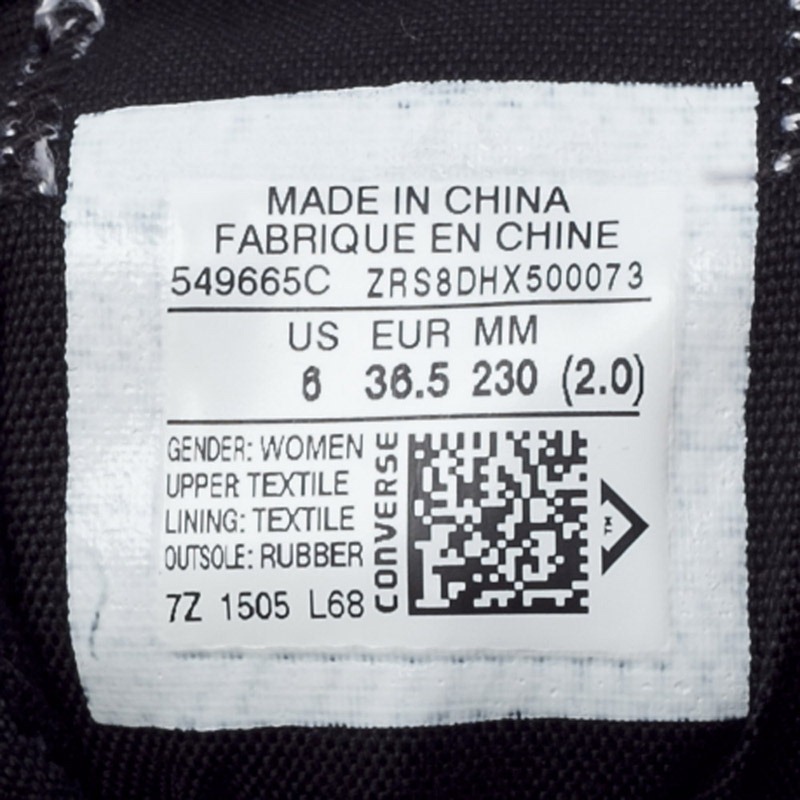 MADE IN CHINA
FABRIQUE EN CHINE
549665C ZRS8DHX500073
US EUR MM
6 36.5 230 (2.0)
GENDER: WOMEN
UPPER TEXTILE
LINING: TEXTILE
OUTSOLE: RUBBER
7Z 1505 L68
CONVERSE
TM